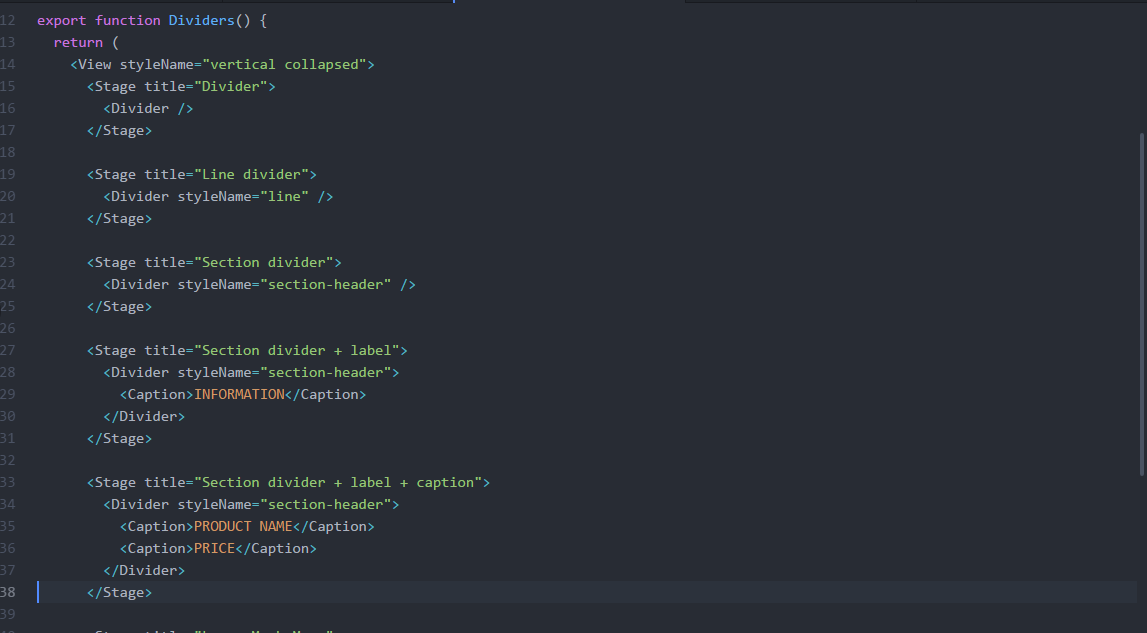 12 export function Dividers() {
13   return (
14     <View styleName="vertical collapsed">
15       <Stage title="Divider">
16         <Divider />
17       </Stage>
18
19       <Stage title="Line divider">
20         <Divider styleName="line" />
21       </Stage>
22
23       <Stage title="Section divider">
24         <Divider styleName="section-header" />
25       </Stage>
26
27       <Stage title="Section divider + label">
28         <Divider styleName="section-header">
29           <Caption>INFORMATION</Caption>
30         </Divider>
31       </Stage>
32
33       <Stage title="Section divider + label + caption">
34         <Divider styleName="section-header">
35           <Caption>PRODUCT NAME</Caption>
36           <Caption>PRICE</Caption>
37         </Divider>
38       </Stage>
39